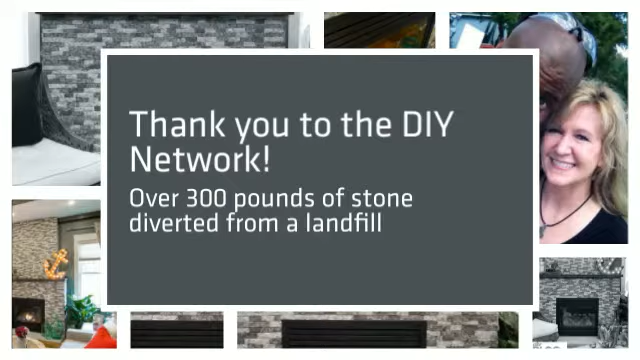 Thank you to the DIY
Network!
Over 300 pounds of stone
diverted from a landfill